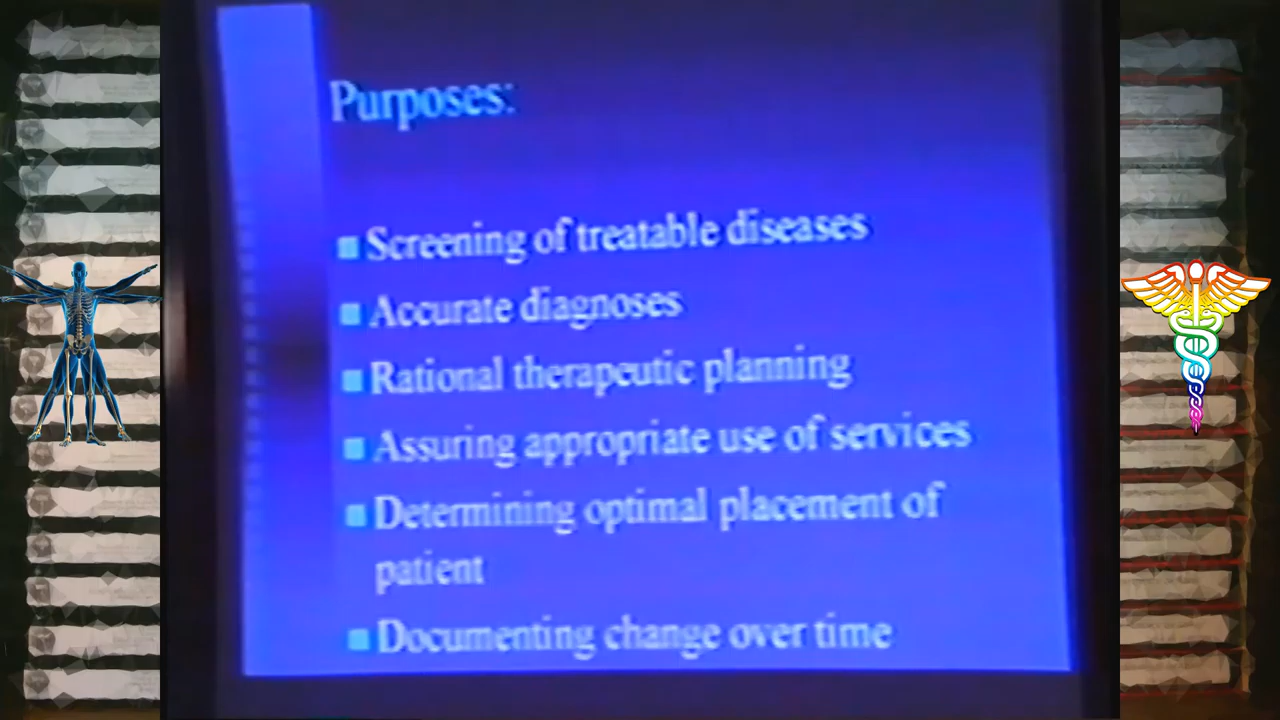 Purposes:
Screening of treatable diseases
Accurate diagnoses
Rational therapeutic planning
Assuring appropriate use of services
Determining optimal placement of
patient
Documenting change over time